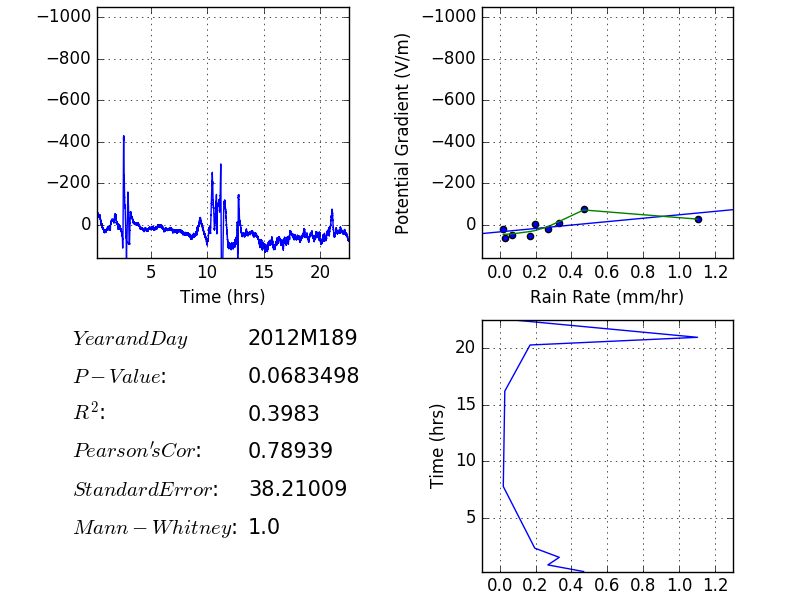 −1000
−800
−600
−400
−200
0
5 10 15 20
Time (hrs)
Potential Gradient (V/m)
−1000
−800
−600
−400
−200
0
0.0 0.2 0.4 0.6 0.8 1.0 1.2
Rain Rate (mm/hr)
YearandDay 2012M189
P−Value: 0.0683498
R²: 0.3983
Pearson'sCor: 0.78939
StandardError: 38.21009
Mann−Whitney: 1.0
Time (hrs)
20
15
10
5
0.0 0.2 0.4 0.6 0.8 1.0 1.2